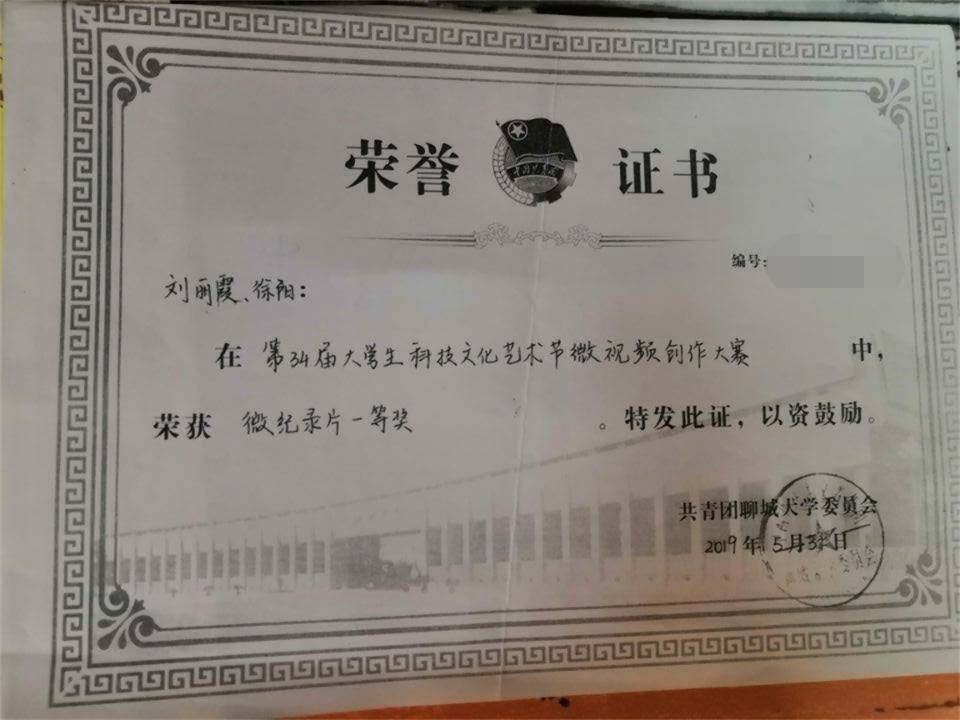 荣誉 证书
编号:
刘丽霞、徐阳:
在 第34届大学生科技文化艺术节微视频创作大赛 中,
荣获 微纪录片一等奖 。特发此证，以资鼓励。
共青团聊城大学委员会
2019年5月31日